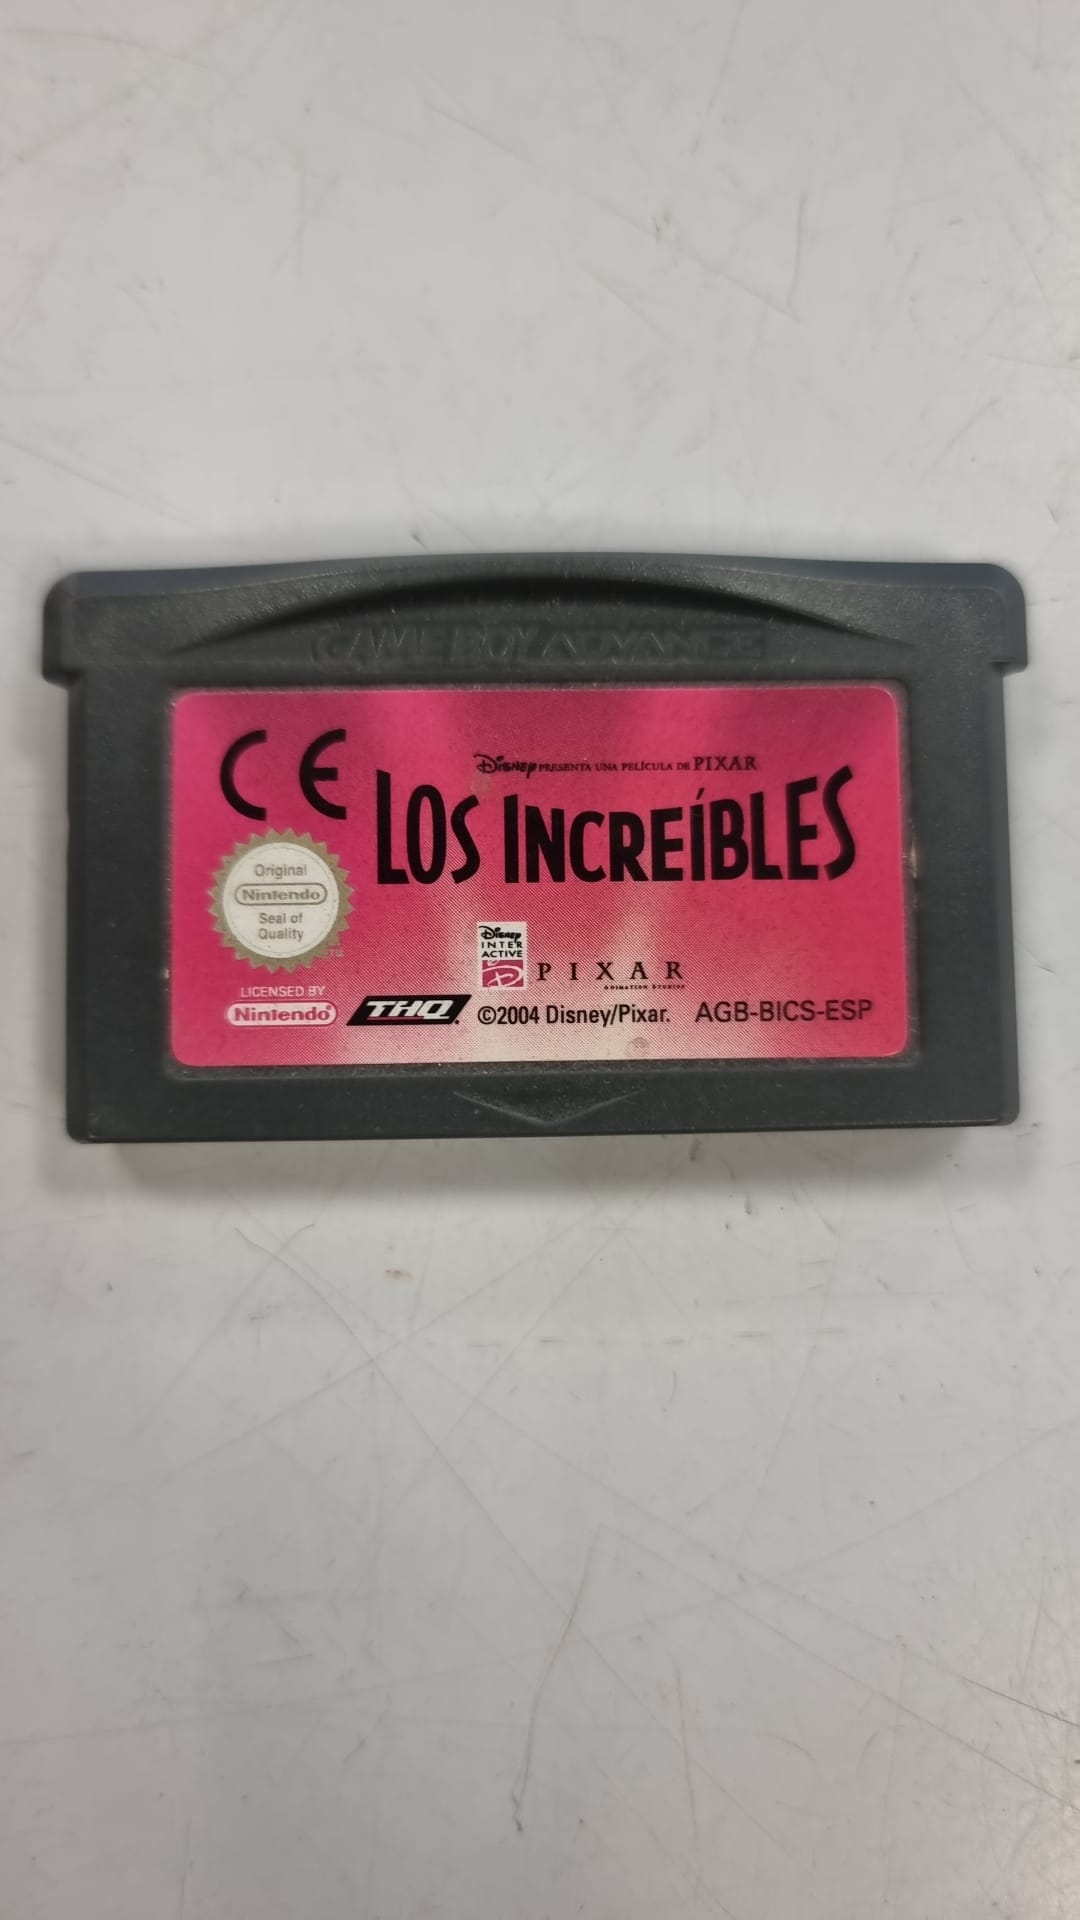 GAME BOY ADVANCE
CE
Disney PRESENTA UNA PELÍCULA DE PIXAR
LOS INCREÍBLES
Original
Nintendo
Seal of
Quality
TM
Disney
INTER
ACTIVE
D
PIXAR
ANIMATION STUDIOS
LICENSED BY
Nintendo®
THQ. ©2004 Disney/Pixar. AGB-BICS-ESP